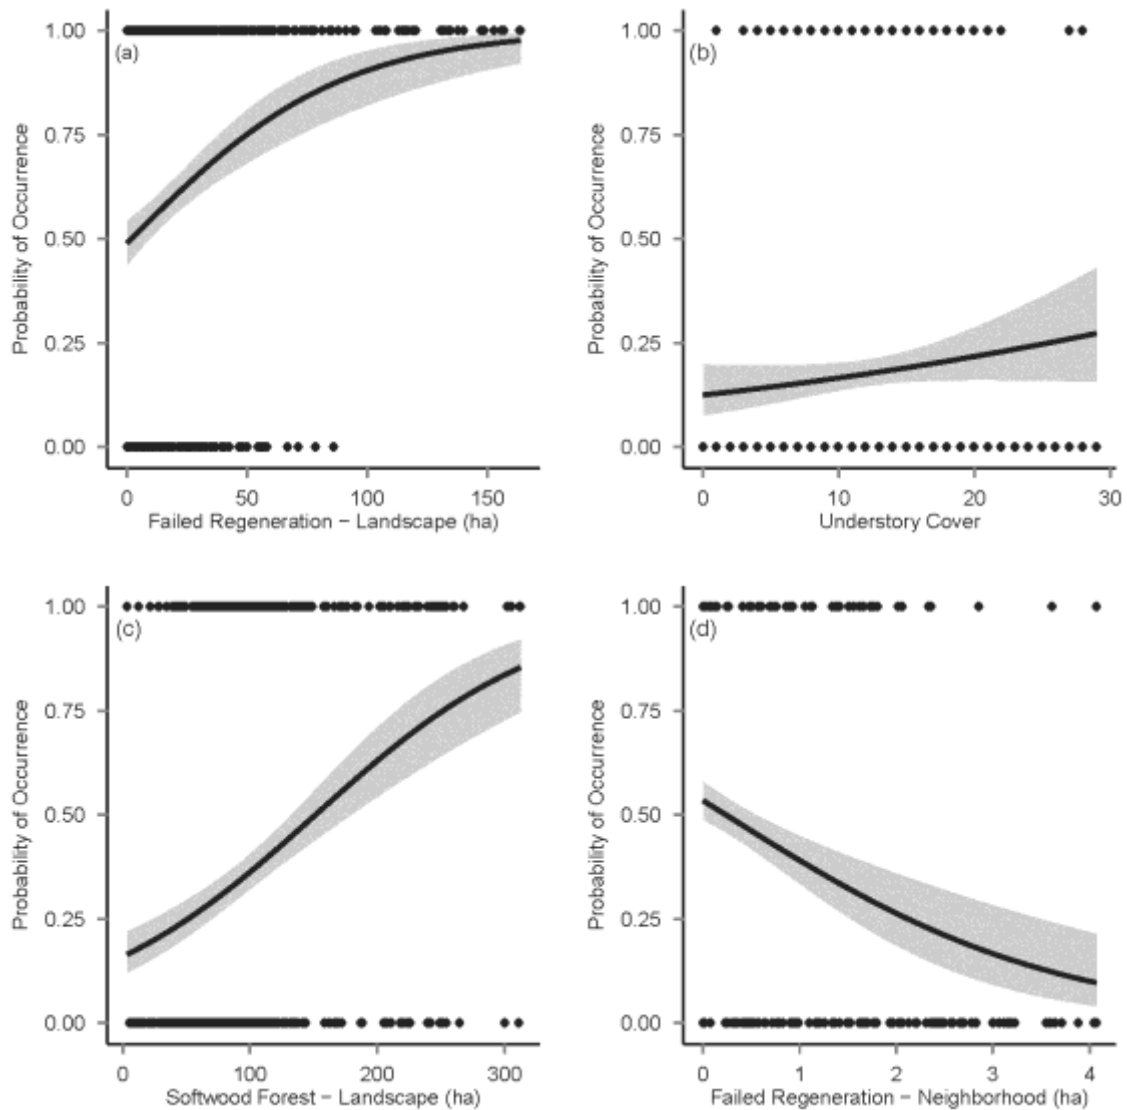 1.00
0.75
0.50
0.25
0.00
(a)
Probability of Occurrence
0 50 100 150
Failed Regeneration − Landscape (ha)
1.00
0.75
0.50
0.25
0.00
(b)
Probability of Occurrence
0 10 20 30
Understory Cover
1.00
0.75
0.50
0.25
0.00
(c)
Probability of Occurrence
0 100 200 300
Softwood Forest − Landscape (ha)
1.00
0.75
0.50
0.25
0.00
(d)
Probability of Occurrence
0 1 2 3 4
Failed Regeneration − Neighborhood (ha)